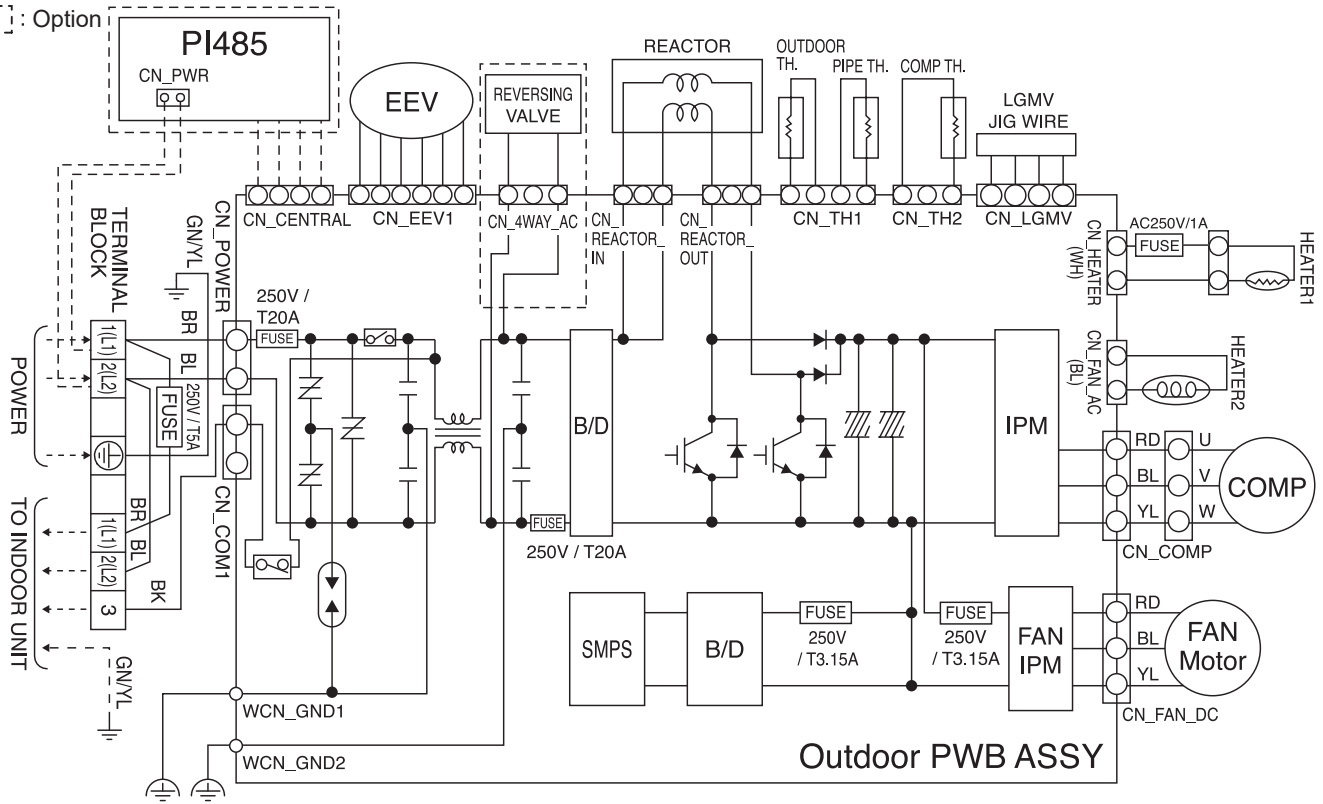 : Option
PI485
CN_PWR
EEV
REVERSING
VALVE
REACTOR
OUTDOOR
TH.
PIPE TH.
COMP TH.
LGMV
JIG WIRE
CN_CENTRAL
CN_EEV1
CN_4WAY_AC
CN_
REACTOR_
IN
CN_
REACTOR_
OUT
CN_TH1
CN_TH2
CN_LGMV
TERMINAL
BLOCK
GN/YL
CN_POWER
250V /
T20A
FUSE
BR
BL
1(L1)
2(L2)
POWER
FUSE
250V / T5A
CN_COM1
TO INDOOR UNIT
1(L1)
2(L2)
3
BR
BL
BK
GN/YL
B/D
FUSE
250V / T20A
IPM
CN_HEATER
(WH)
AC250V/1A
FUSE
HEATER1
CN_FAN_AC
(BL)
HEATER2
RD
BL
YL
U
V
W
COMP
CN_COMP
SMPS
B/D
FUSE
250V
/ T3.15A
FUSE
250V
/ T3.15A
FAN
IPM
RD
BL
YL
FAN
Motor
CN_FAN_DC
WCN_GND1
WCN_GND2
Outdoor PWB ASSY